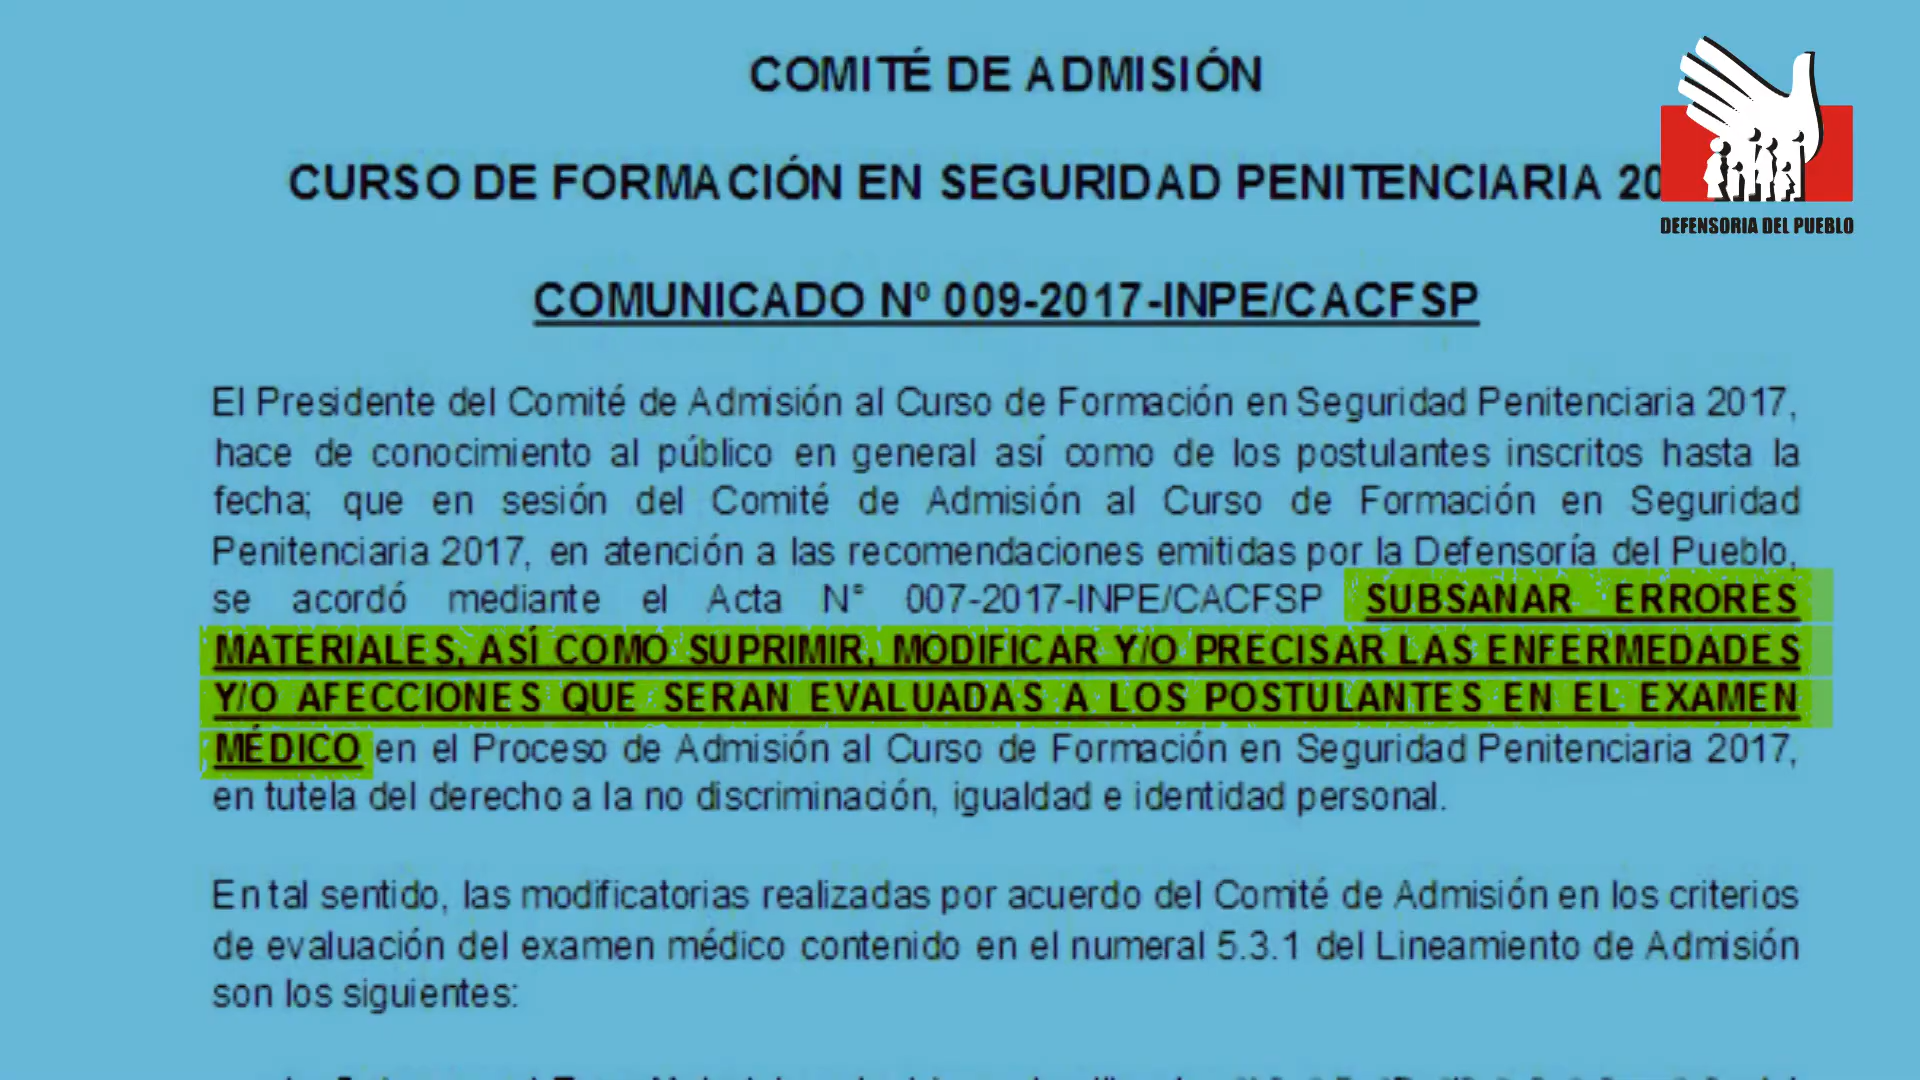 COMITÉ DE ADMISIÓN
CURSO DE FORMACIÓN EN SEGURIDAD PENITENCIARIA 20
DEFENSORIA DEL PUEBLO
COMUNICADO Nº 009-2017-INPE/CACFSP
El Presidente del Comité de Admisión al Curso de Formación en Seguridad Penitenciaria 2017,
hace de conocimiento al público en general así como de los postulantes inscritos hasta la
fecha; que en sesión del Comité de Admisión al Curso de Formación en Seguridad
Penitenciaria 2017, en atención a las recomendaciones emitidas por la Defensoría del Pueblo,
se acordó mediante el Acta N° 007-2017-INPE/CACFSP SUBSANAR ERRORES
MATERIALES, ASÍ COMO SUPRIMIR, MODIFICAR Y/O PRECISAR LAS ENFERMEDADES
Y/O AFECCIONES QUE SERAN EVALUADAS A LOS POSTULANTES EN EL EXAMEN
MÉDICO en el Proceso de Admisión al Curso de Formación en Seguridad Penitenciaria 2017,
en tutela del derecho a la no discriminación, igualdad e identidad personal.
En tal sentido, las modificatorias realizadas por acuerdo del Comité de Admisión en los criterios
de evaluación del examen médico contenido en el numeral 5.3.1 del Lineamiento de Admisión
son los siguientes: